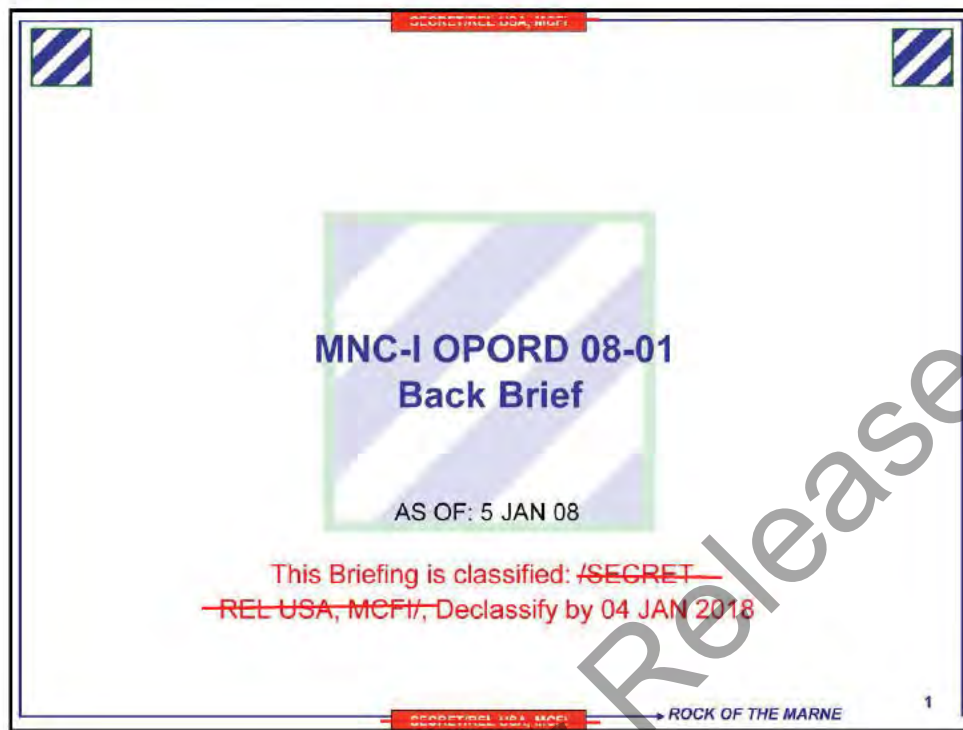 SECRET/REL USA, MCFI
MNC-I OPORD 08-01
Back Brief
AS OF: 5 JAN 08
This Briefing is classified: /SECRET
REL USA, MCFI/, Declassify by 04 JAN 2018
SECRET/REL USA, MCFI
ROCK OF THE MARNE
1
Release